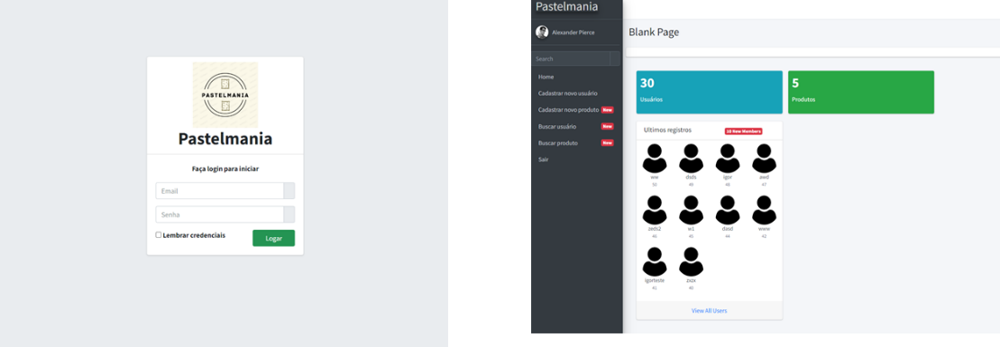 PASTELMANIA
Pastelmania
Faça login para iniciar
Email
Senha
Lembrar credenciais
Logar
Pastelmania
Alexander Pierce
Search
Home
Cadastrar novo usuário
Cadastrar novo produto New
Buscar usuário New
Buscar produto New
Sair
Blank Page
30
Usuários
5
Produtos
Ultimos registros
10 New Members
ww dsds igor awd
50 49 48 47
zeds2 w1 dasd www
46 45 44 42
igorteste zxzx
41 40
View All Users